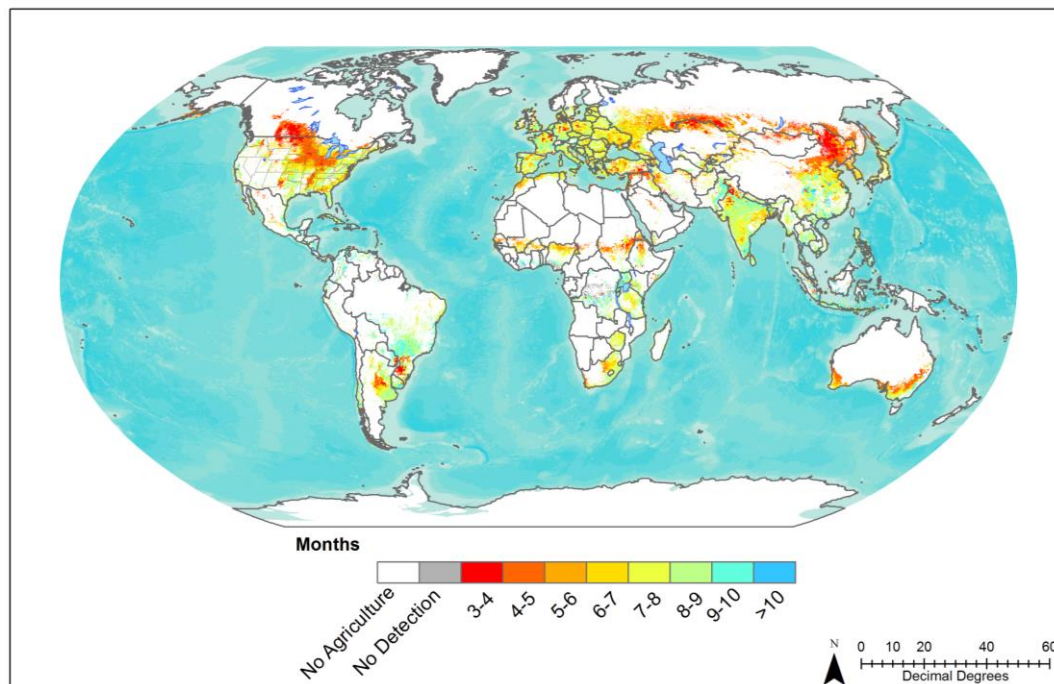 Months
No Agriculture
No Detection
3-4
4-5
5-6
6-7
7-8
8-9
9-10
>10
N
0 10 20 40 60
Decimal Degrees